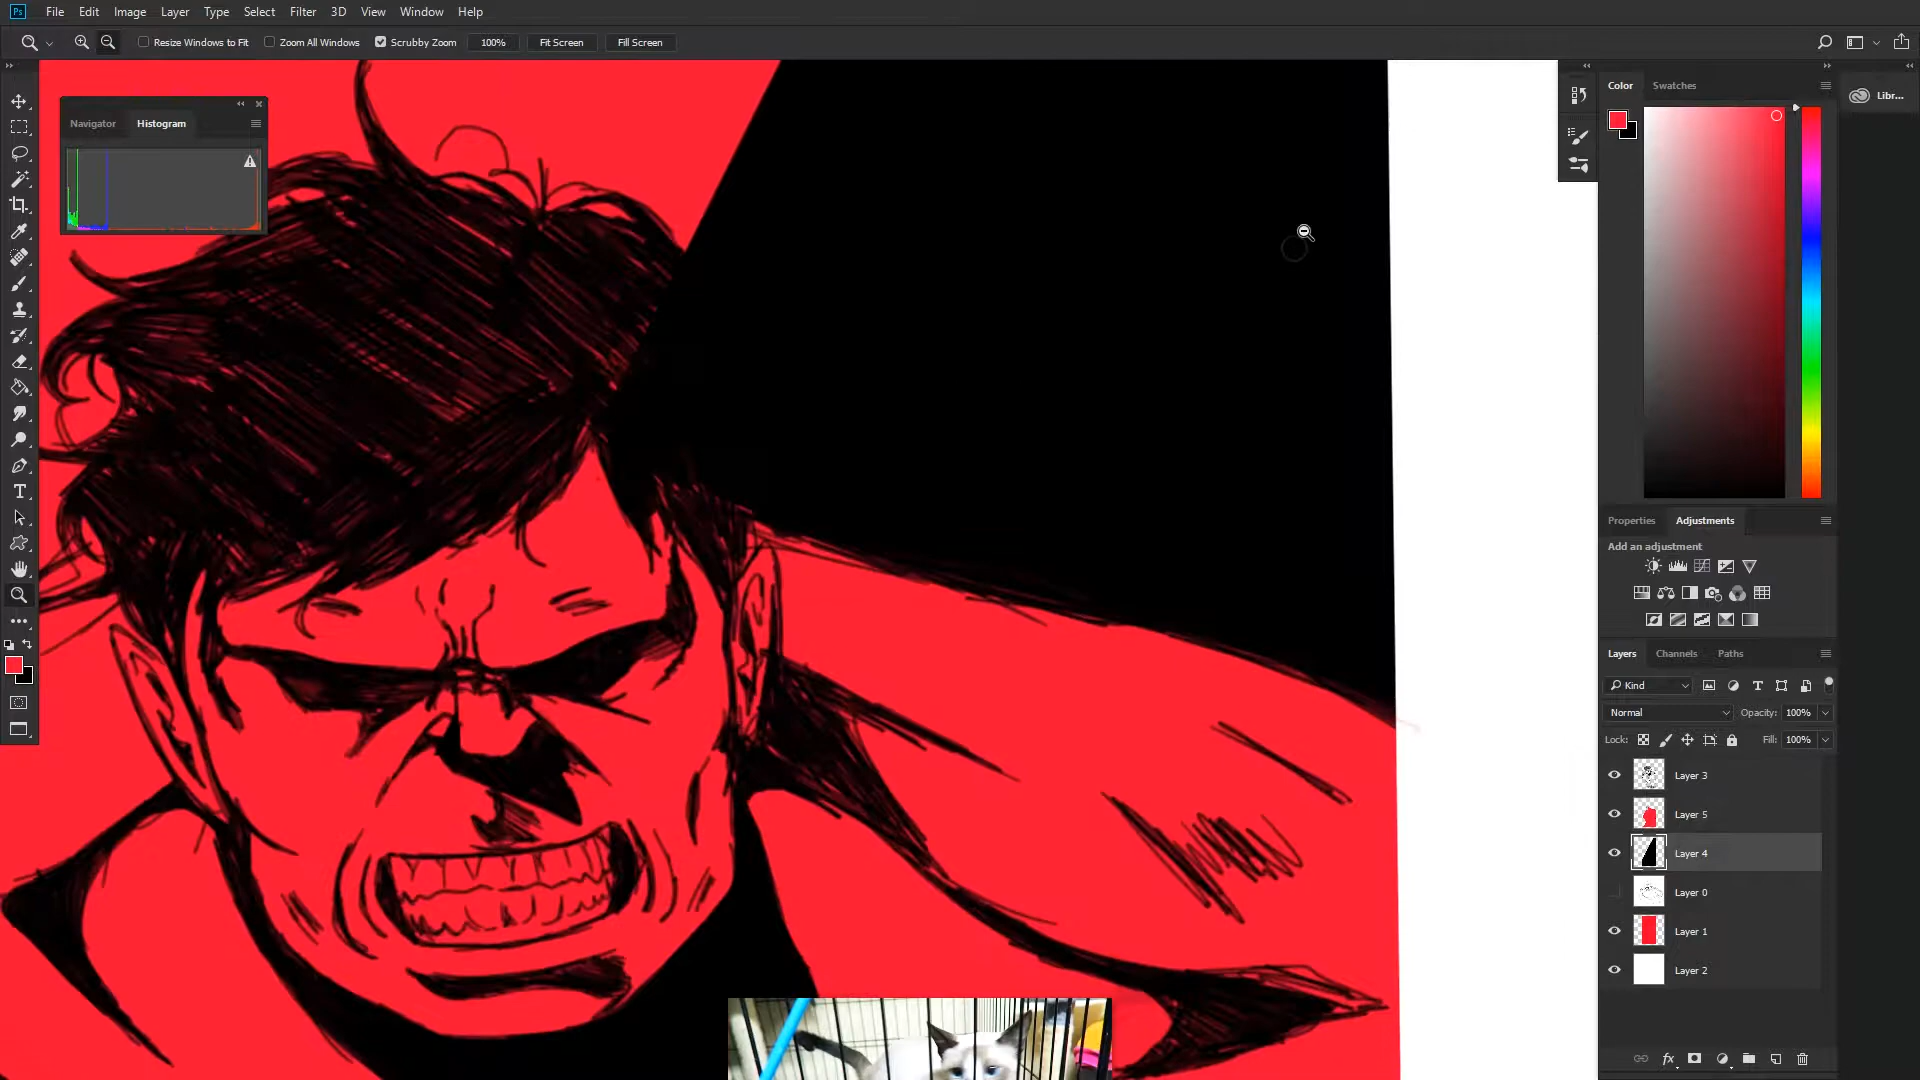 Ps File Edit Image Layer Type Select Filter 3D View Window Help
Resize Windows to Fit Zoom All Windows Scrubby Zoom 100% Fit Screen Fill Screen
Navigator Histogram
Color Swatches
Libr...
Properties Adjustments
Add an adjustment
Layers Channels Paths
Kind
Normal Opacity: 100%
Lock: Fill: 100%
Layer 3
Layer 5
Layer 4
Layer 0
Layer 1
Layer 2
fx